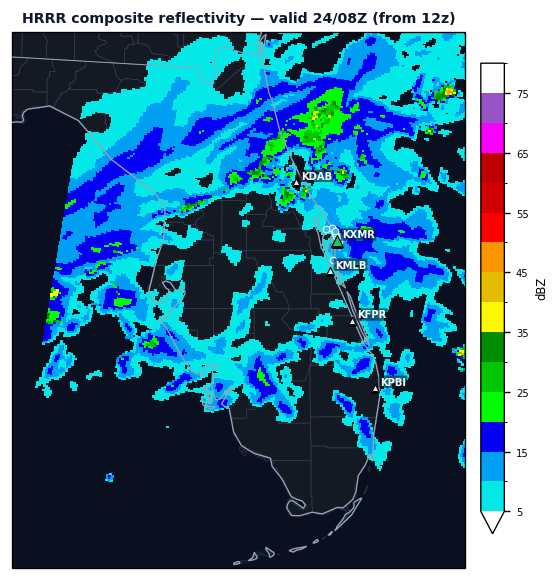 HRRR composite reflectivity — valid 24/08Z (from 12z)
KDAB
KXMR
KMLB
KFPR
KPBI
75
65
55
45
35
25
15
5
dBZ